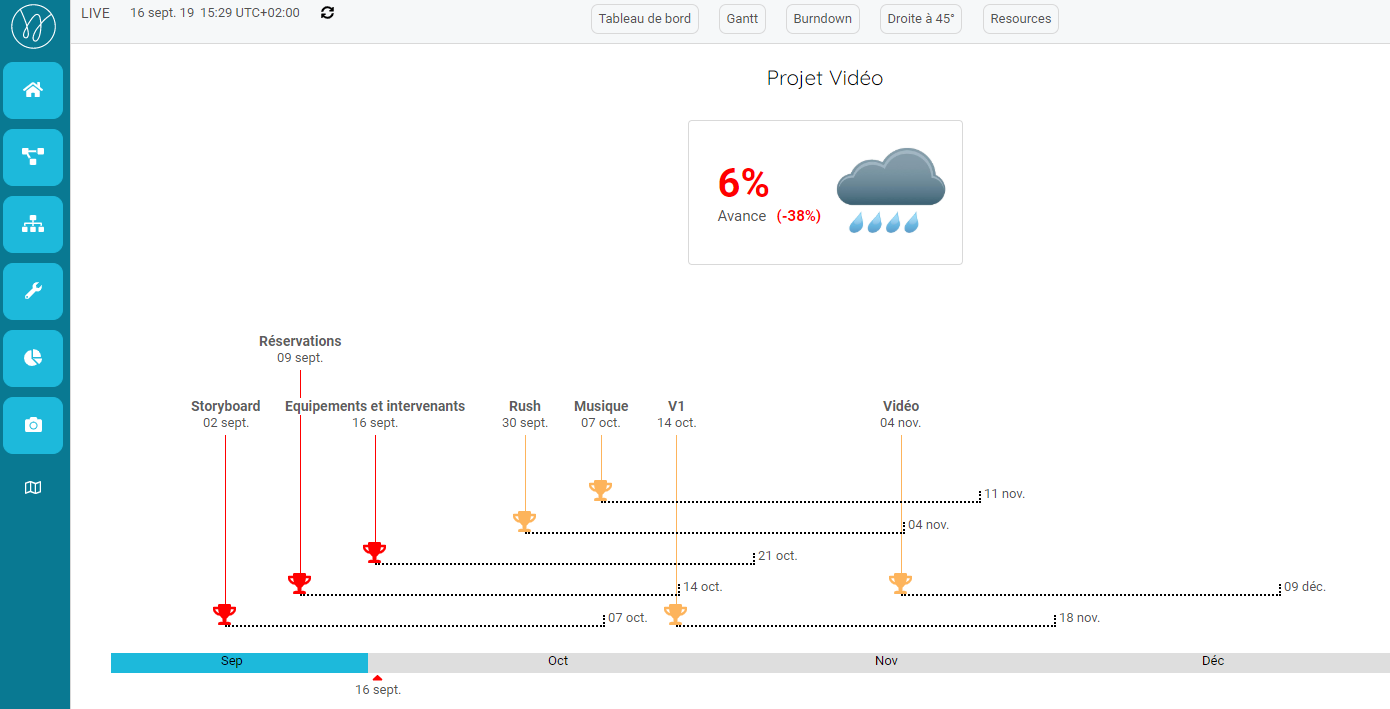 LIVE 16 sept. 19 15:29 UTC+02:00 Tableau de bord Gantt Burndown Droite à 45° Resources
Projet Vidéo
6%
Avance (-38%)
Réservations
09 sept.
Storyboard Equipements et intervenants Rush Musique V1 Vidéo
02 sept. 16 sept. 30 sept. 07 oct. 14 oct. 04 nov.
11 nov.
04 nov.
21 oct.
14 oct. 09 déc.
07 oct. 18 nov.
Sep Oct Nov Déc
16 sept.